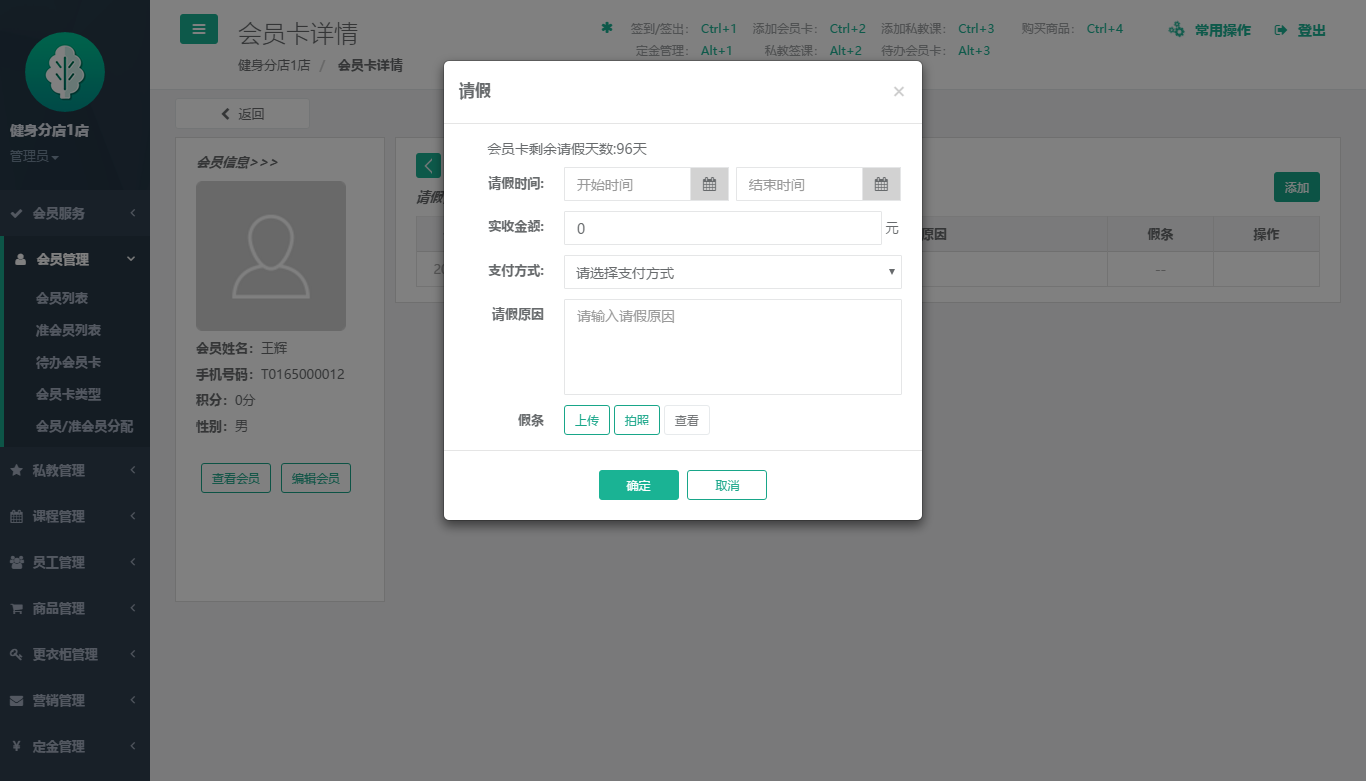 会员卡详情
健身分店1店 / 会员卡详情
签到/签出: Ctrl+1 添加会员卡: Ctrl+2 添加私教课: Ctrl+3 购买商品: Ctrl+4
定金管理: Alt+1 私教签课: Alt+2 待办会员卡: Alt+3
常用操作 登出
健身分店1店
管理员
会员服务
会员管理
会员列表
准会员列表
待办会员卡
会员卡类型
会员/准会员分配
私教管理
课程管理
员工管理
商品管理
更衣柜管理
营销管理
定金管理
返回
会员信息>>>
会员姓名: 王辉
手机号码: T0165000012
积分: 0分
性别: 男
查看会员 编辑会员
请假
添加
原因 假条 操作
20
--
请假 ×
会员卡剩余请假天数:96天
请假时间: 开始时间 结束时间
实收金额: 0 元
支付方式: 请选择支付方式
请假原因 请输入请假原因
假条 上传 拍照 查看
确定 取消